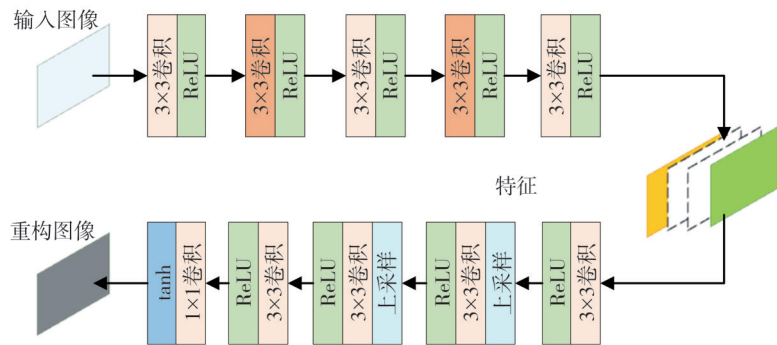 输入图像
3×3卷积
ReLU
3×3卷积
ReLU
3×3卷积
ReLU
3×3卷积
ReLU
3×3卷积
ReLU
特征
重构图像
tanh
1×1卷积
ReLU
3×3卷积
ReLU
3×3卷积
上采样
ReLU
3×3卷积
上采样
ReLU
3×3卷积